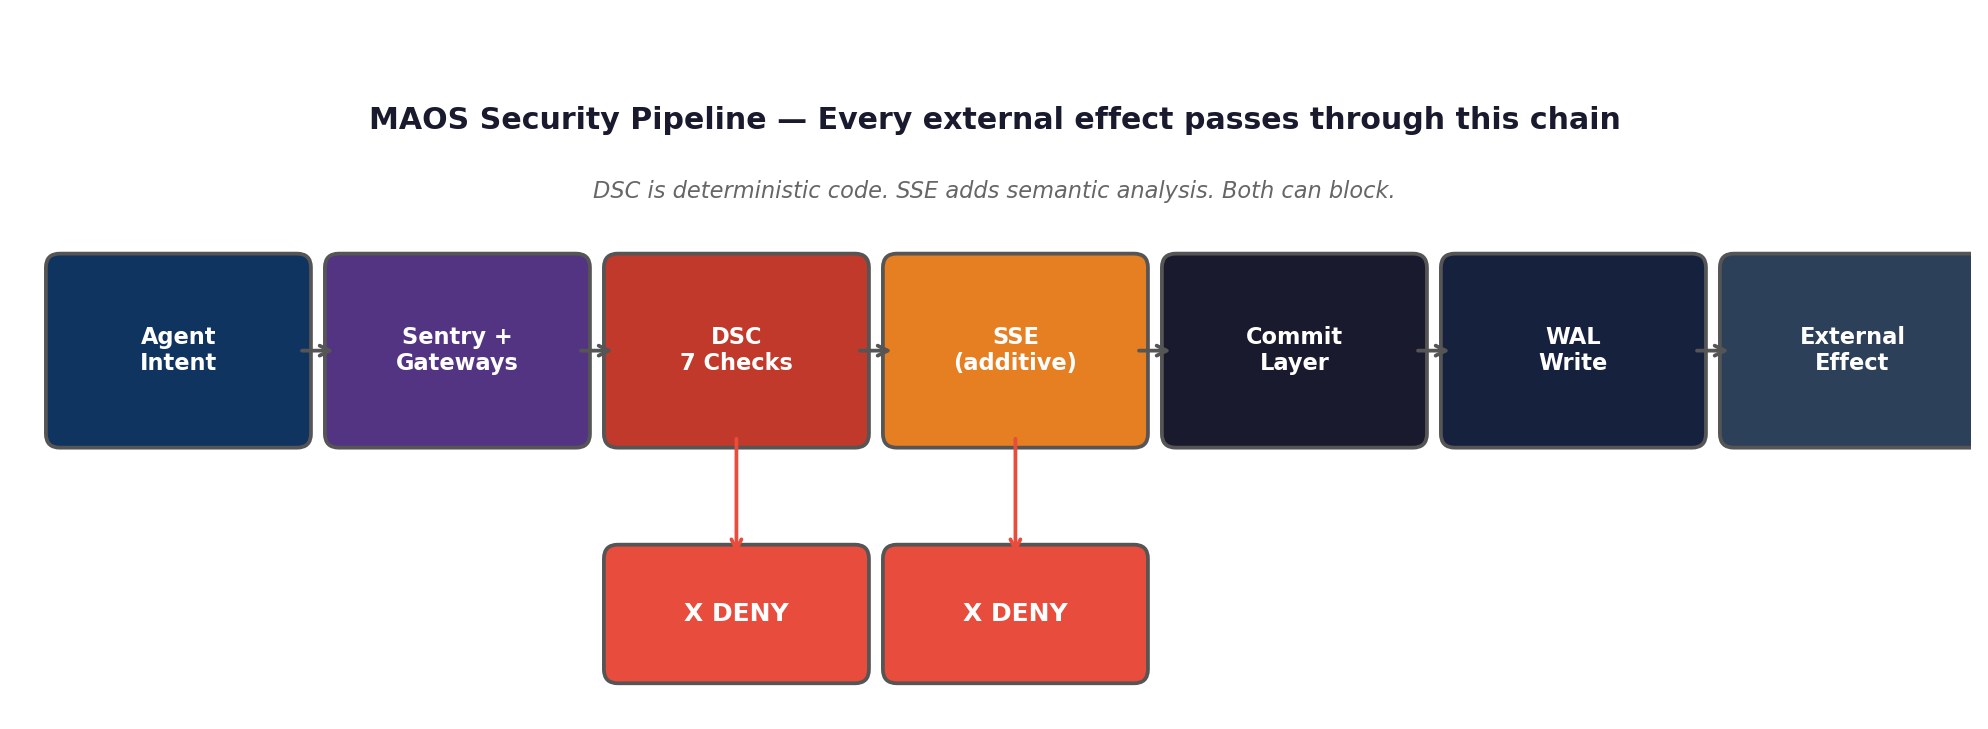 MAOS Security Pipeline — Every external effect passes through this chain
DSC is deterministic code. SSE adds semantic analysis. Both can block.
Agent
Intent
Sentry +
Gateways
DSC
7 Checks
SSE
(additive)
Commit
Layer
WAL
Write
External
Effect
X DENY
X DENY